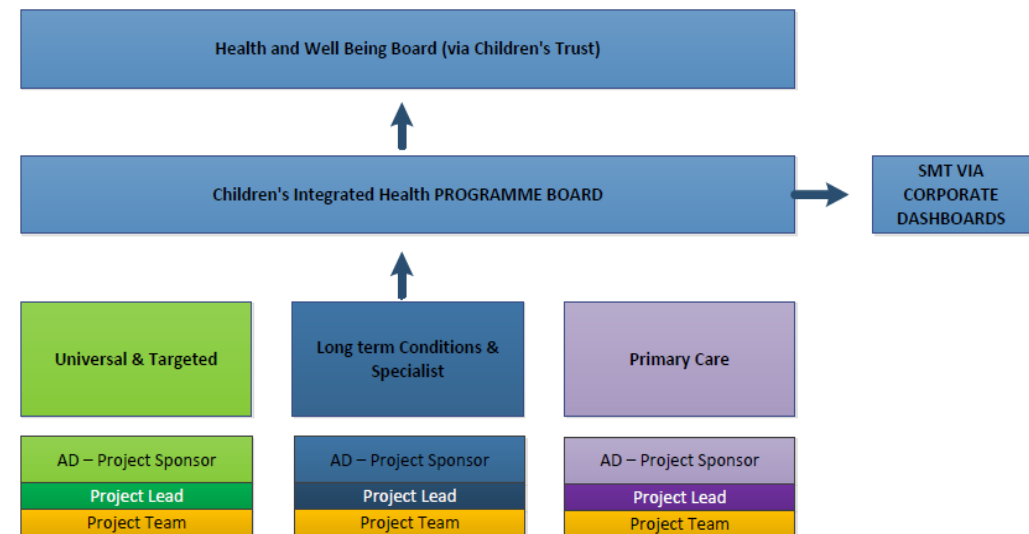 Health and Well Being Board (via Children's Trust)
Children's Integrated Health PROGRAMME BOARD
SMT VIA
CORPORATE
DASHBOARDS
Universal & Targeted
Long term Conditions &
Specialist
Primary Care
AD – Project Sponsor
Project Lead
Project Team
AD – Project Sponsor
Project Lead
Project Team
AD – Project Sponsor
Project Lead
Project Team